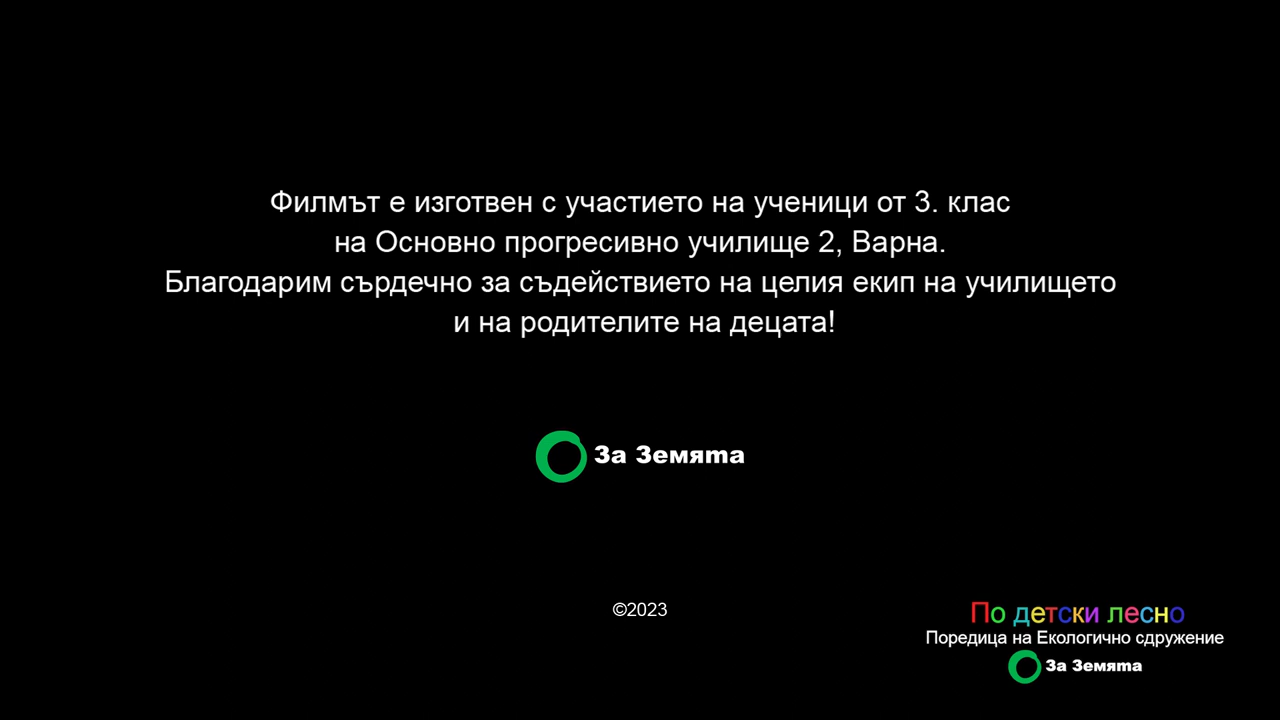 Филмът е изготвен с участието на ученици от 3. клас
на Основно прогресивно училище 2, Варна.
Благодарим сърдечно за съдействието на целия екип на училището
и на родителите на децата!
За Земята
©2023
По детски лесно
Поредица на Екологично сдружение
За Земята